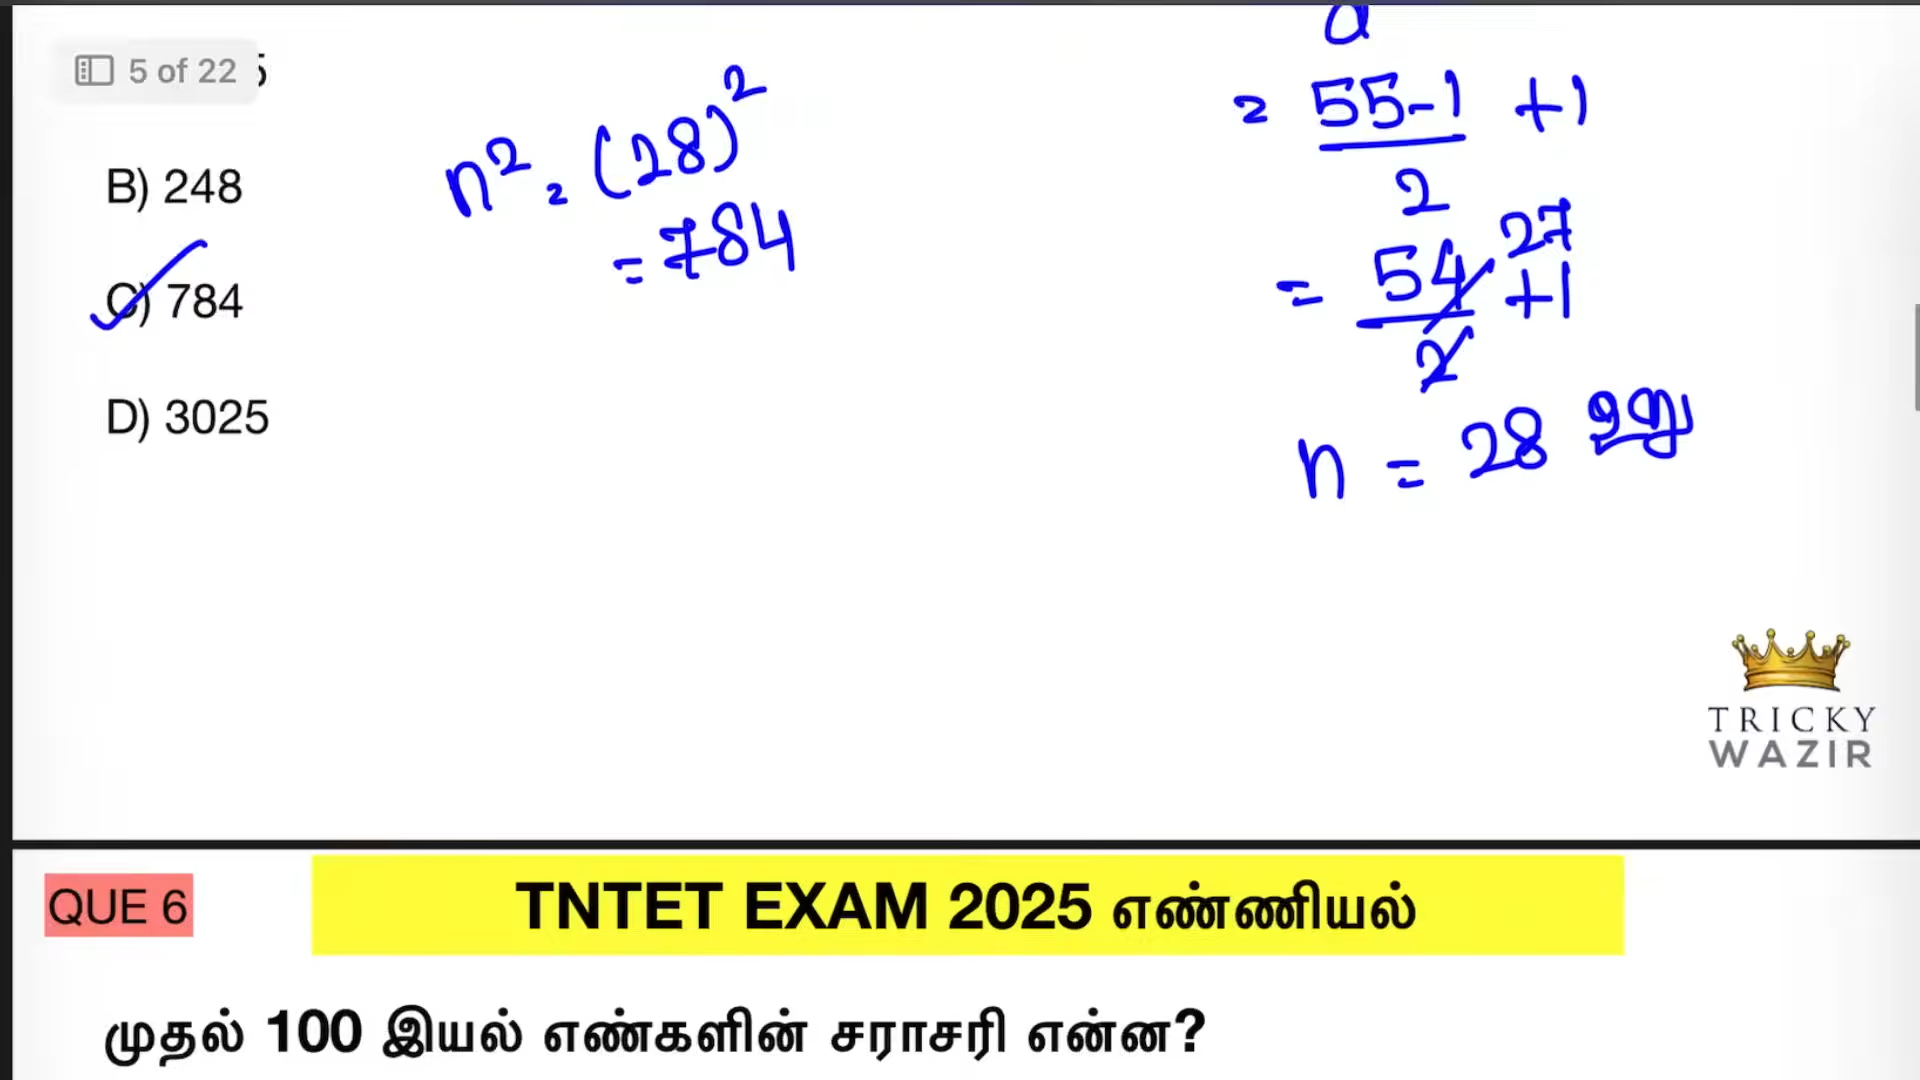 5 of 22
B) 248
C) 784
D) 3025
n² = (28)²
= 784
d
= 55-1 +1
2
= 54 27
+1
2
n = 28 உறு
TRICKY
WAZIR
QUE 6
TNTET EXAM 2025 எண்ணியல்
முதல் 100 இயல் எண்களின் சராசரி என்ன?